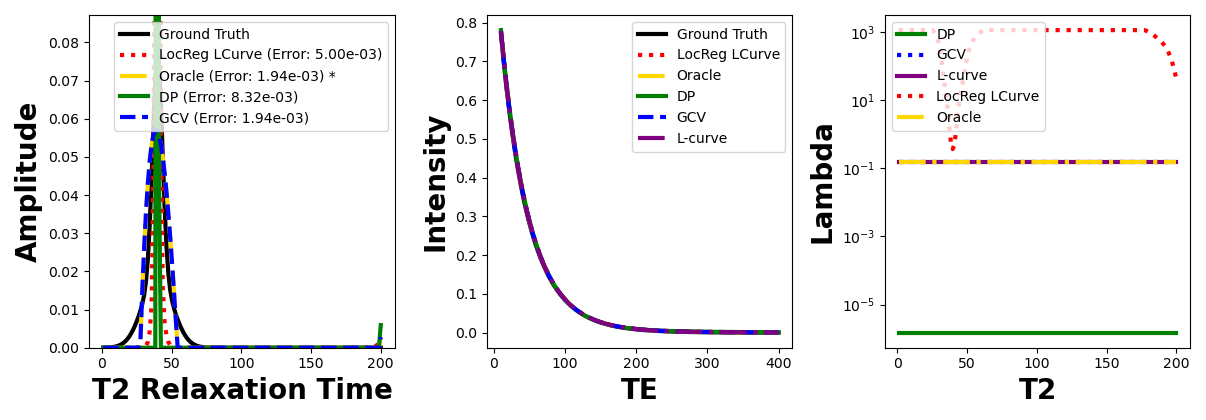 Amplitude
0.08
0.07
0.06
0.05
0.04
0.03
0.02
0.01
0.00
Ground Truth
LocReg LCurve (Error: 5.00e-03)
Oracle (Error: 1.94e-03) *
DP (Error: 8.32e-03)
GCV (Error: 1.94e-03)
0 50 100 150 200
T2 Relaxation Time
Intensity
0.8
0.7
0.6
0.5
0.4
0.3
0.2
0.1
0.0
Ground Truth
LocReg LCurve
Oracle
DP
GCV
L-curve
0 100 200 300 400
TE
Lambda
10³
10¹
10⁻¹
10⁻³
10⁻⁵
DP
GCV
L-curve
LocReg LCurve
Oracle
0 50 100 150 200
T2